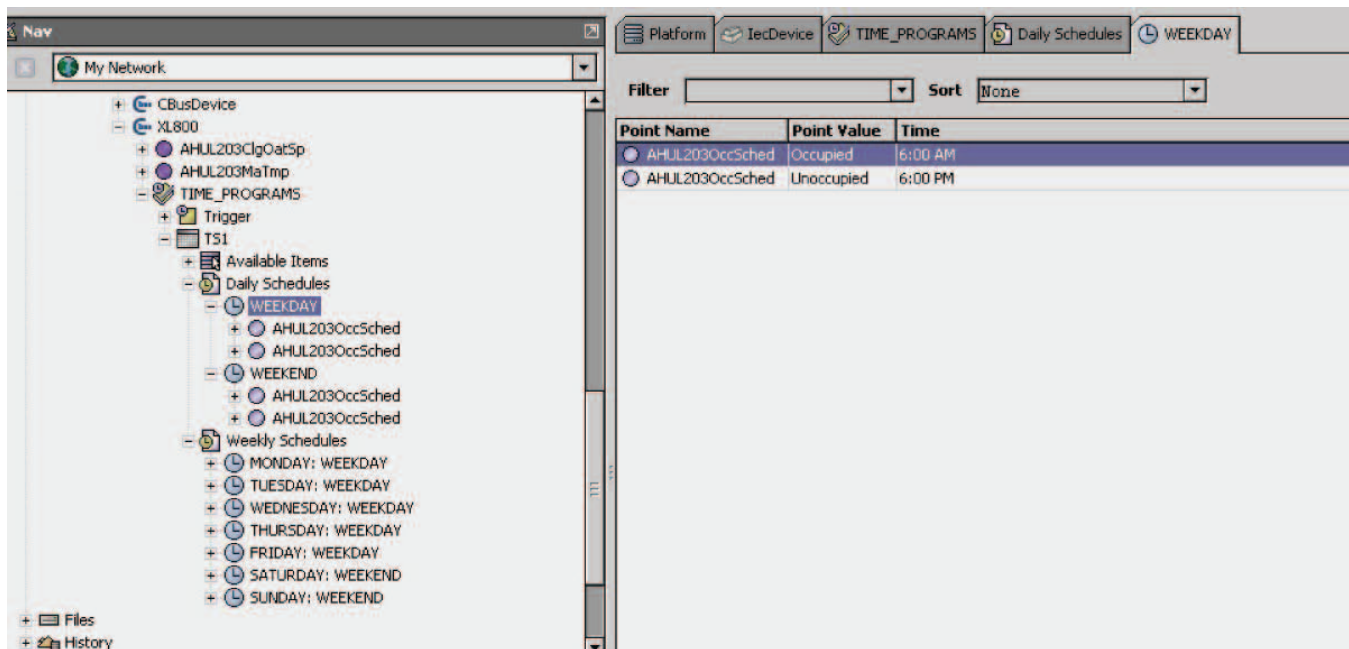 Nav
My Network
CBusDevice
XL800
AHUL203ClgOatSp
AHUL203MaTmp
TIME_PROGRAMS
Trigger
TS1
Available Items
Daily Schedules
WEEKDAY
AHUL203OccSched
AHUL203OccSched
WEEKEND
AHUL203OccSched
AHUL203OccSched
Weekly Schedules
MONDAY: WEEKDAY
TUESDAY: WEEKDAY
WEDNESDAY: WEEKDAY
THURSDAY: WEEKDAY
FRIDAY: WEEKDAY
SATURDAY: WEEKEND
SUNDAY: WEEKEND
Files
History
Platform IecDevice TIME_PROGRAMS Daily Schedules WEEKDAY
Filter Sort None
Point Name Point Value Time
AHUL203OccSched Occupied 6:00 AM
AHUL203OccSched Unoccupied 6:00 PM